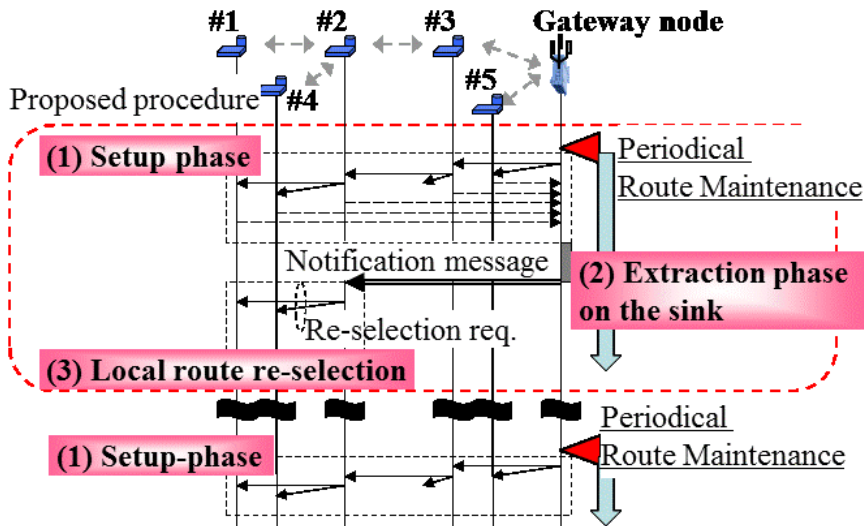 #1
#2
#3
Gateway node
#4
#5
Proposed procedure
(1) Setup phase
Periodical
Route Maintenance
Notification message
(2) Extraction phase
on the sink
Re-selection req.
(3) Local route re-selection
Periodical
(1) Setup-phase
Route Maintenance